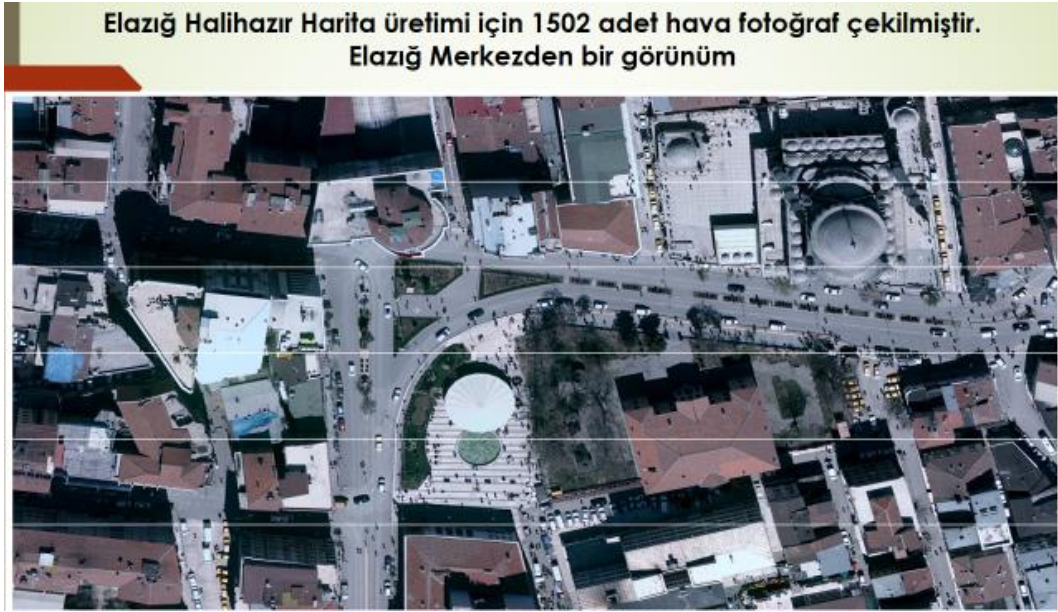 Elazığ Halihazır Harita üretimi için 1502 adet hava fotoğraf çekilmiştir.
Elazığ Merkezden bir görünüm